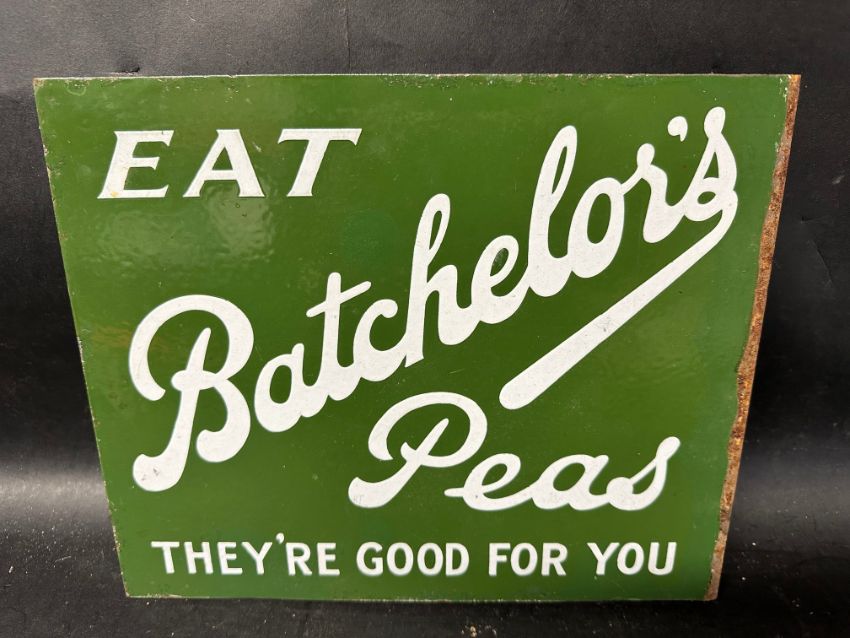 EAT
Batchelor's
Peas
THEY'RE GOOD FOR YOU